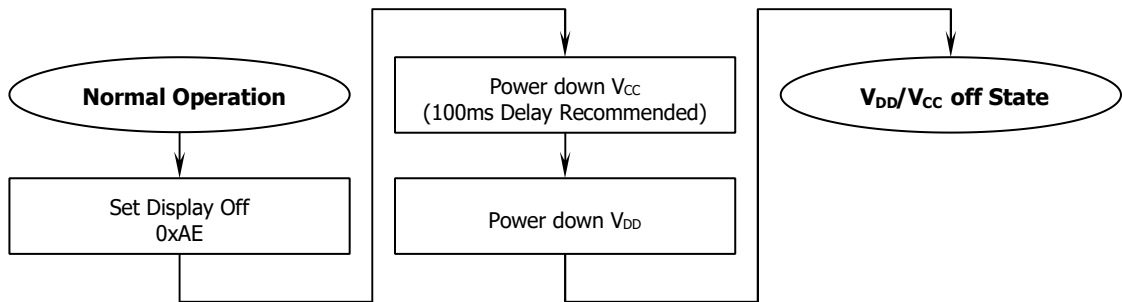 Normal Operation
Set Display Off
0xAE
Power down VCC
(100ms Delay Recommended)
Power down VDD
VDD/VCC off State